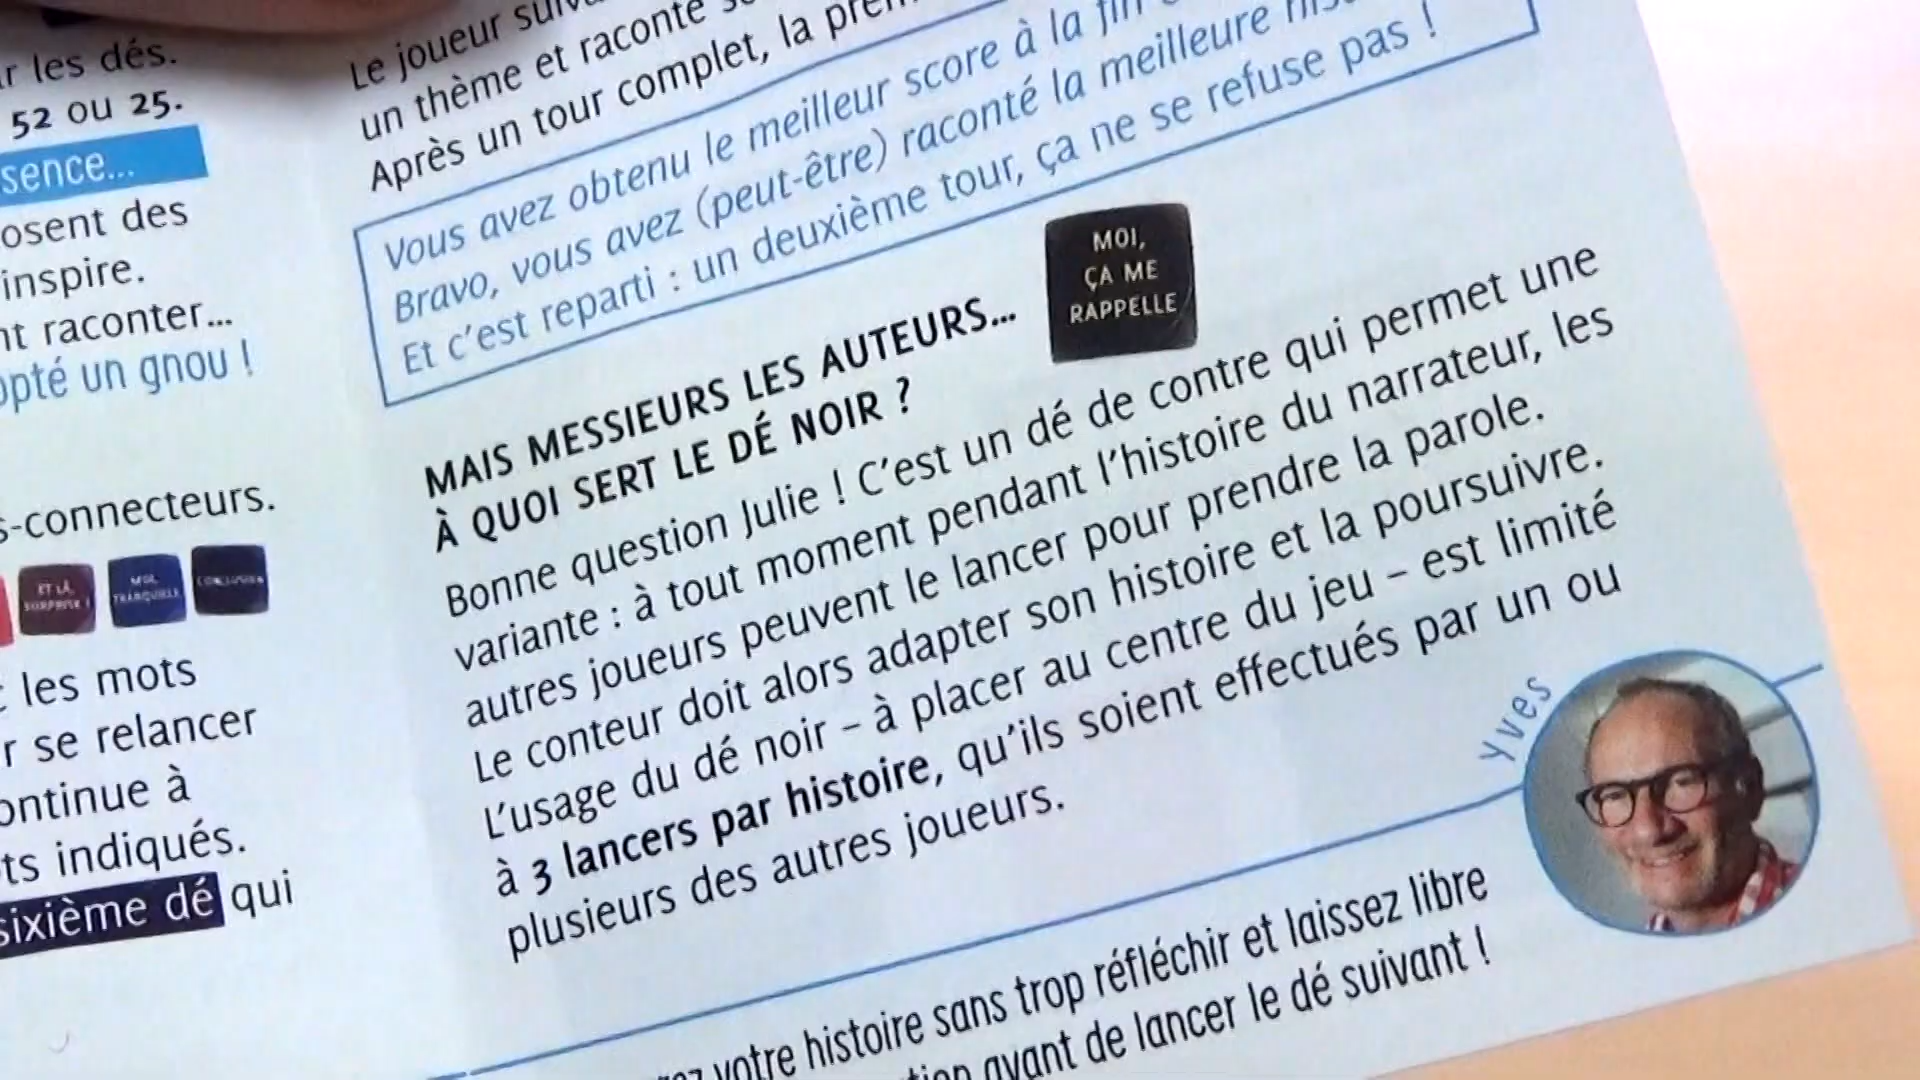 r les dés.
52 ou 25.
sence...
osent des
inspire.
nt raconter...
opté un gnou !
s-connecteurs.
ET LÀ,
SURPRISE !
MOI,
TRANQUILLE
CONCLUSION
les mots
r se relancer
ontinue à
ts indiqués.
sixième dé qui
Le joueur
un thème et raconte
Après un tour complet, la
Vous avez obtenu le meilleur score à la fin
Bravo, vous avez (peut-être) raconté la meilleure
Et c'est reparti : un deuxième tour, ça ne se refuse pas !
MOI,
ÇA ME
RAPPELLE
MAIS MESSIEURS LES AUTEURS...
À QUOI SERT LE DÉ NOIR ?
Bonne question Julie ! C'est un dé de contre qui permet une
variante : à tout moment pendant l'histoire du narrateur, les
autres joueurs peuvent le lancer pour prendre la parole.
Le conteur doit alors adapter son histoire et la poursuivre.
L'usage du dé noir – à placer au centre du jeu – est limité
à 3 lancers par histoire, qu'ils soient effectués par un ou
plusieurs des autres joueurs.
Yves
votre histoire sans trop réfléchir et laissez libre
avant de lancer le dé suivant !